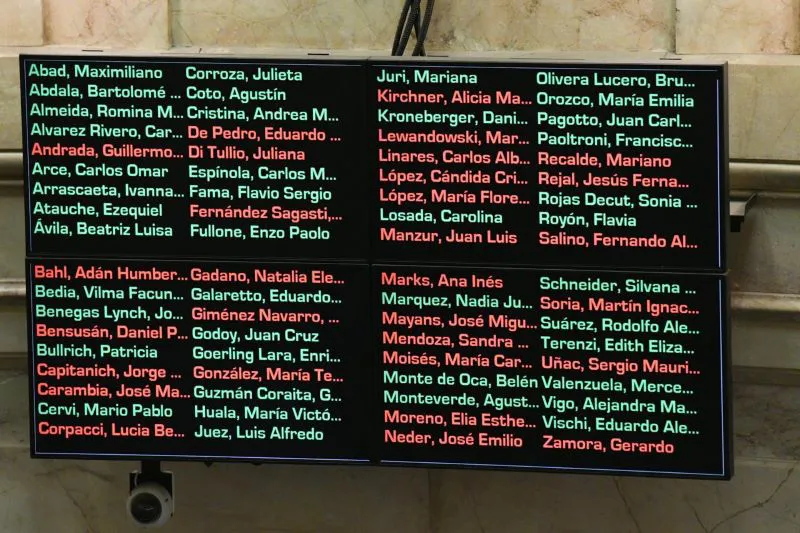 Abad, Maximiliano
Abdala, Bartolomé ...
Almeida, Romina M...
Alvarez Rivero, Car...
Andrada, Guillermo...
Arce, Carlos Omar
Arrascaeta, Ivanna...
Atauche, Ezequiel
Ávila, Beatriz Luisa
Corroza, Julieta
Coto, Agustín
Cristina, Andrea M...
De Pedro, Eduardo ...
Di Tullio, Juliana
Espínola, Carlos M...
Fama, Flavio Sergio
Fernández Sagasti,...
Fullone, Enzo Paolo
Juri, Mariana
Kirchner, Alicia Ma...
Kroneberger, Dani...
Lewandowski, Mar...
Linares, Carlos Alb...
López, Cándida Cri...
López, María Flore...
Losada, Carolina
Manzur, Juan Luis
Olivera Lucero, Bru...
Orozco, María Emilia
Pagotto, Juan Carl...
Paoltroni, Francisc...
Recalde, Mariano
Rejal, Jesús Ferna...
Rojas Decut, Sonia ...
Royón, Flavia
Salino, Fernando Al...
Bahl, Adán Humber...
Bedia, Vilma Facun...
Benegas Lynch, Jo...
Bensusán, Daniel P...
Bullrich, Patricia
Capitanich, Jorge ...
Carambia, José Ma...
Cervi, Mario Pablo
Corpacci, Lucia Be...
Gadano, Natalia Ele...
Galaretto, Eduardo...
Giménez Navarro, ...
Godoy, Juan Cruz
Goerling Lara, Enri...
González, María Te...
Guzmán Coraita, G...
Huala, María Victó...
Juez, Luis Alfredo
Marks, Ana Inés
Marquez, Nadia Ju...
Mayans, José Migu...
Mendoza, Sandra ...
Moisés, María Car...
Monte de Oca, Belén
Monteverde, Agust...
Moreno, Elia Esthe...
Neder, José Emilio
Schneider, Silvana ...
Soria, Martín Ignac...
Suárez, Rodolfo Ale...
Terenzi, Edith Eliza...
Uñac, Sergio Mauri...
Valenzuela, Merce...
Vigo, Alejandra Ma...
Vischi, Eduardo Ale...
Zamora, Gerardo